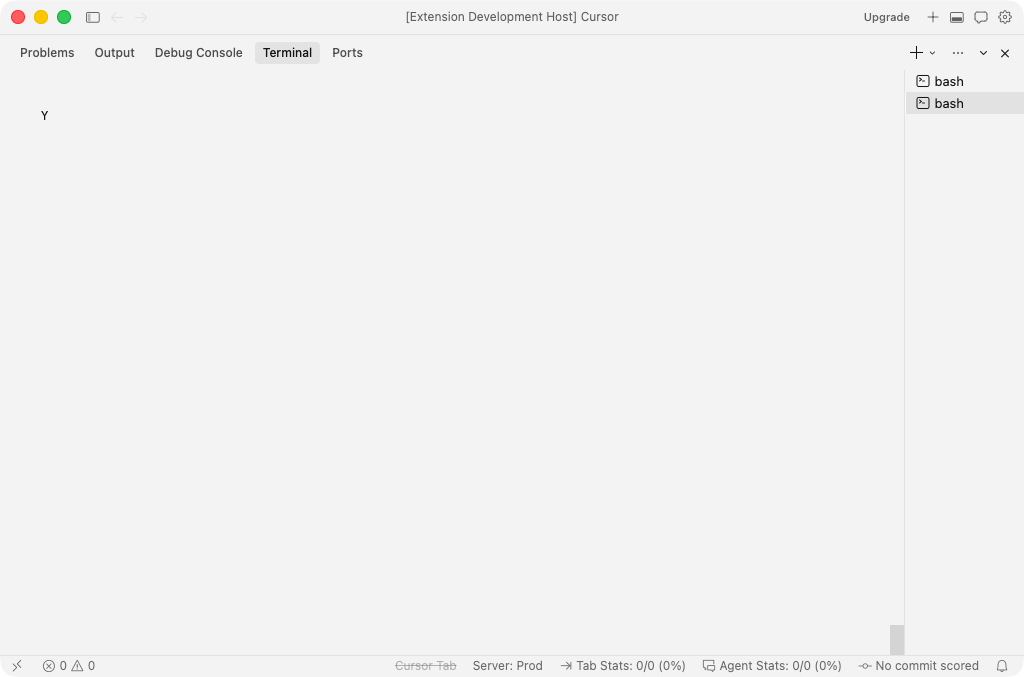 [Extension Development Host] Cursor
Upgrade
Problems Output Debug Console Terminal Ports
bash
bash
Y
0 0 Cursor Tab Server: Prod Tab Stats: 0/0 (0%) Agent Stats: 0/0 (0%) No commit scored